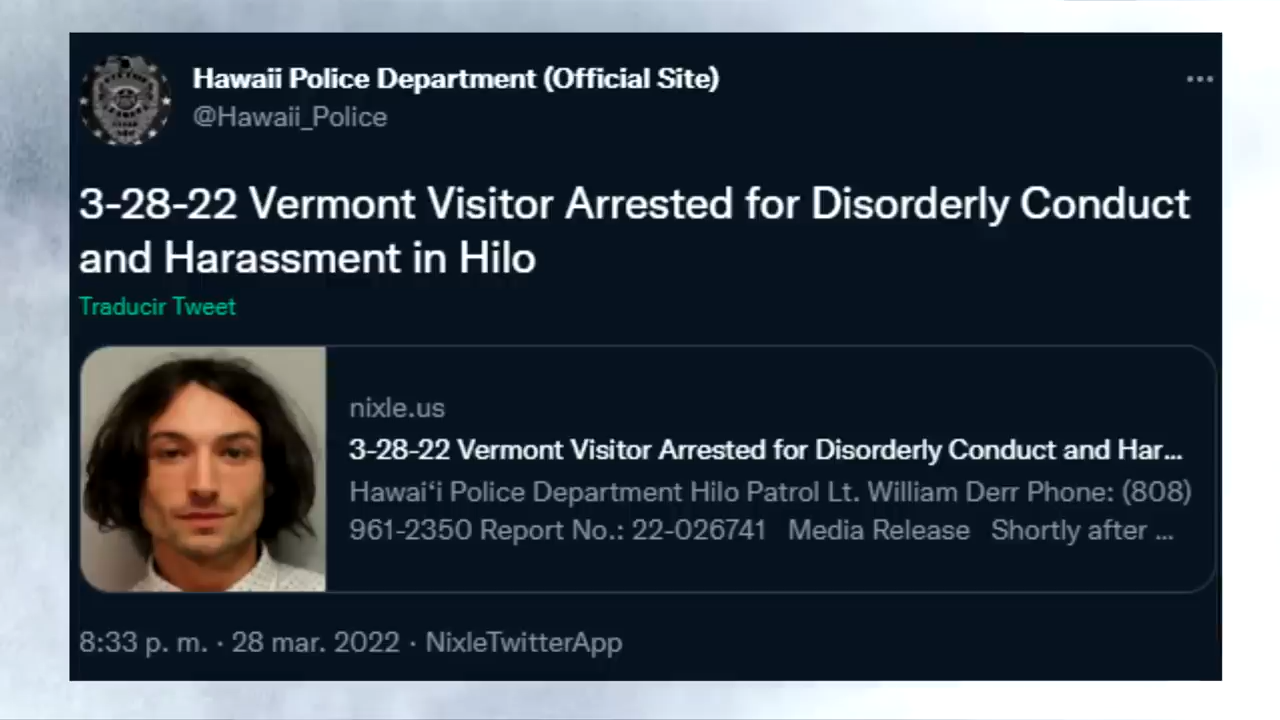 Hawaii Police Department (Official Site)
@Hawaii_Police
3-28-22 Vermont Visitor Arrested for Disorderly Conduct
and Harassment in Hilo
Traducir Tweet
nixle.us
3-28-22 Vermont Visitor Arrested for Disorderly Conduct and Har...
Hawaiʻi Police Department Hilo Patrol Lt. William Derr Phone: (808)
961-2350 Report No.: 22-026741 Media Release Shortly after ...
8:33 p. m. · 28 mar. 2022 · NixleTwitterApp